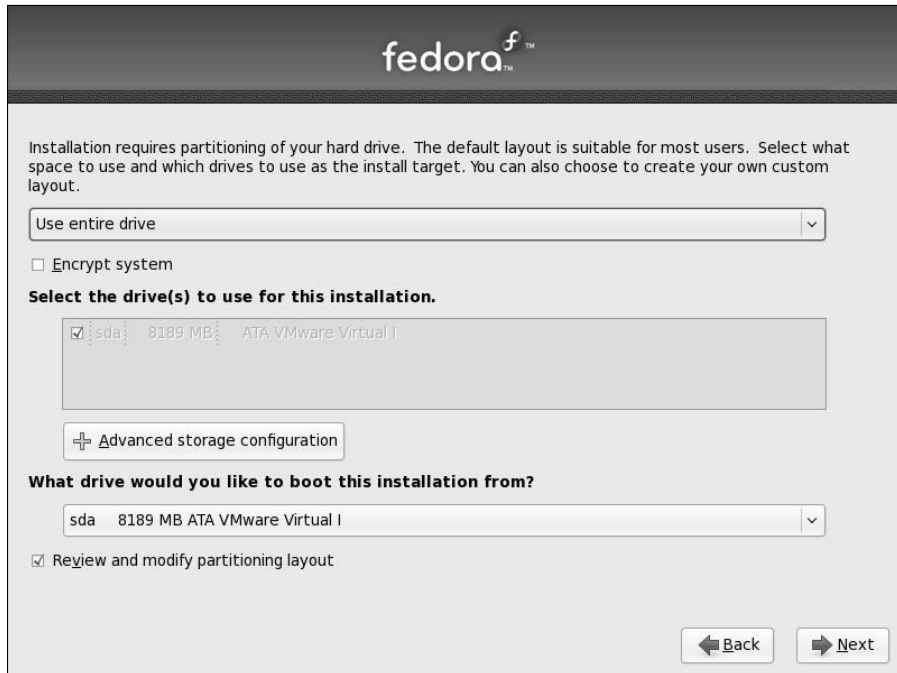 fedora f ™
™
Installation requires partitioning of your hard drive. The default layout is suitable for most users. Select what
space to use and which drives to use as the install target. You can also choose to create your own custom
layout.
Use entire drive
Encrypt system
Select the drive(s) to use for this installation.
sda 8189 MB ATA VMware Virtual I
Advanced storage configuration
What drive would you like to boot this installation from?
sda 8189 MB ATA VMware Virtual I
Review and modify partitioning layout
Back Next